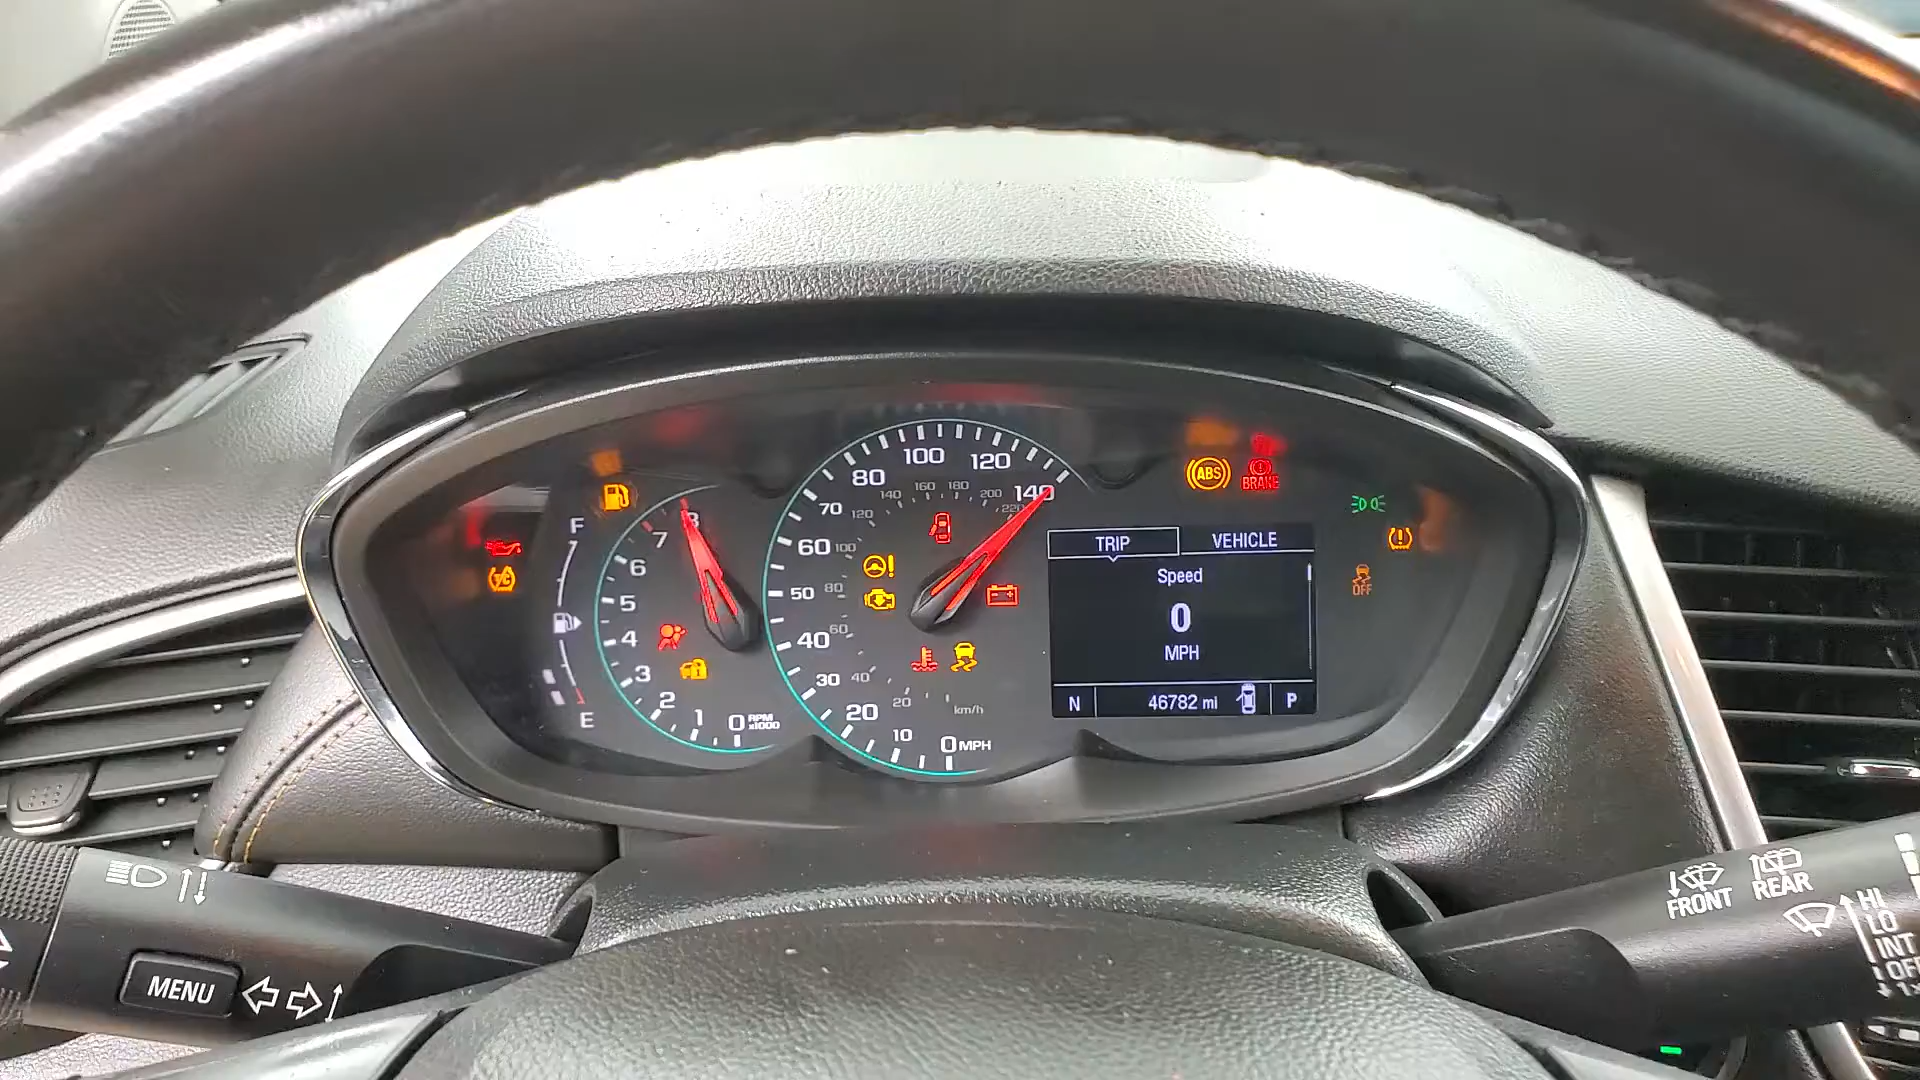 F
E
8
7
6
5
4
3
2
1
0 RPM x1000
140
120
100
80
70
60
50
40
30
20
10
0 MPH
220
200
180
160
140
120
100
80
60
40
20
km/h
ABS
BRAKE
OFF
TRIP VEHICLE
Speed
0
MPH
N 46782 mi P
MENU
FRONT REAR
HI
LO
INT